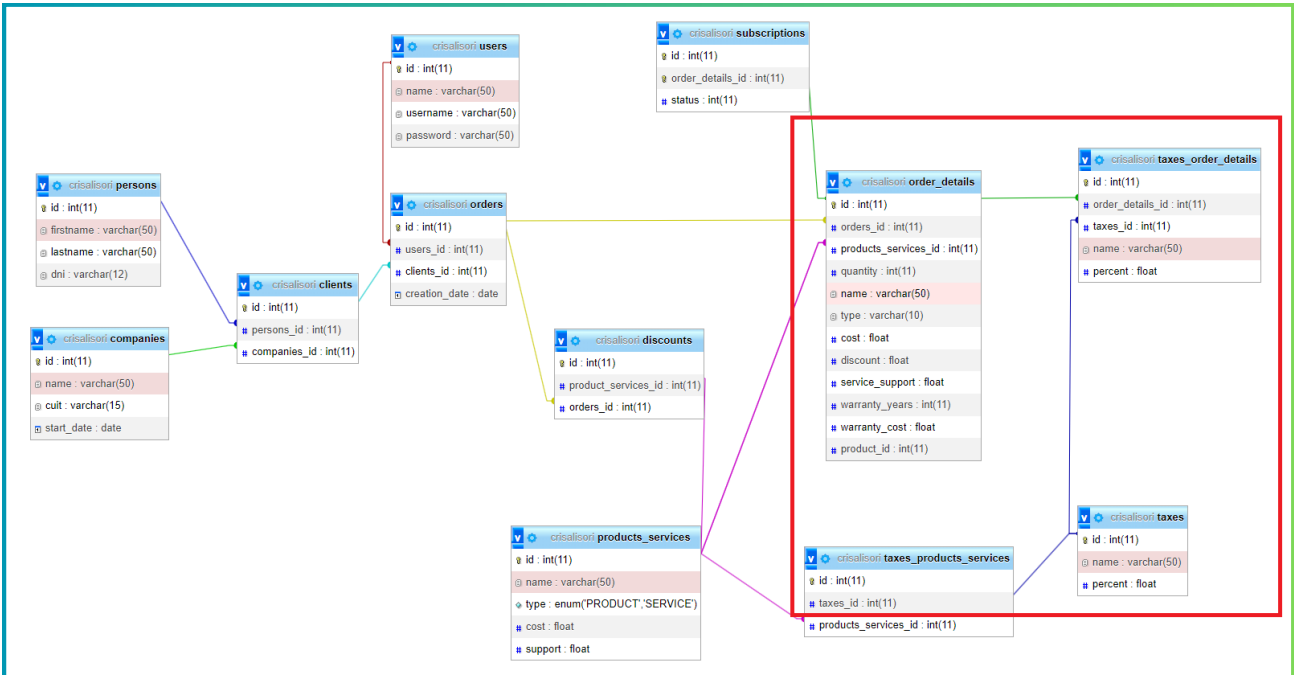 crisalisori users
id : int(11)
name : varchar(50)
username : varchar(50)
password : varchar(50)
crisalisori subscriptions
id : int(11)
order_details_id : int(11)
status : int(11)
crisalisori persons
id : int(11)
firstname : varchar(50)
lastname : varchar(50)
dni : varchar(12)
crisalisori orders
id : int(11)
users_id : int(11)
clients_id : int(11)
creation_date : date
crisalisori order_details
id : int(11)
orders_id : int(11)
products_services_id : int(11)
quantity : int(11)
name : varchar(50)
type : varchar(10)
cost : float
discount : float
service_support : float
warranty_years : int(11)
warranty_cost : float
product_id : int(11)
crisalisori taxes_order_details
id : int(11)
order_details_id : int(11)
taxes_id : int(11)
name : varchar(50)
percent : float
crisalisori clients
id : int(11)
persons_id : int(11)
companies_id : int(11)
crisalisori companies
id : int(11)
name : varchar(50)
cuit : varchar(15)
start_date : date
crisalisori discounts
id : int(11)
product_services_id : int(11)
orders_id : int(11)
crisalisori products_services
id : int(11)
name : varchar(50)
type : enum('PRODUCT','SERVICE')
cost : float
support : float
crisalisori taxes_products_services
id : int(11)
taxes_id : int(11)
products_services_id : int(11)
crisalisori taxes
id : int(11)
name : varchar(50)
percent : float